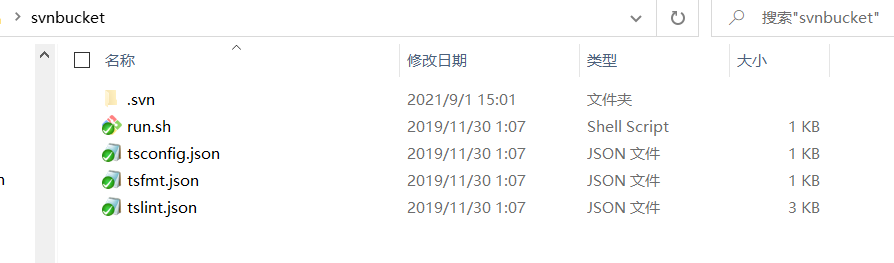 svnbucket
搜索"svnbucket"
名称 修改日期 类型 大小
.svn 2021/9/1 15:01 文件夹
run.sh 2019/11/30 1:07 Shell Script 1 KB
tsconfig.json 2019/11/30 1:07 JSON 文件 1 KB
tsfmt.json 2019/11/30 1:07 JSON 文件 1 KB
tslint.json 2019/11/30 1:07 JSON 文件 3 KB